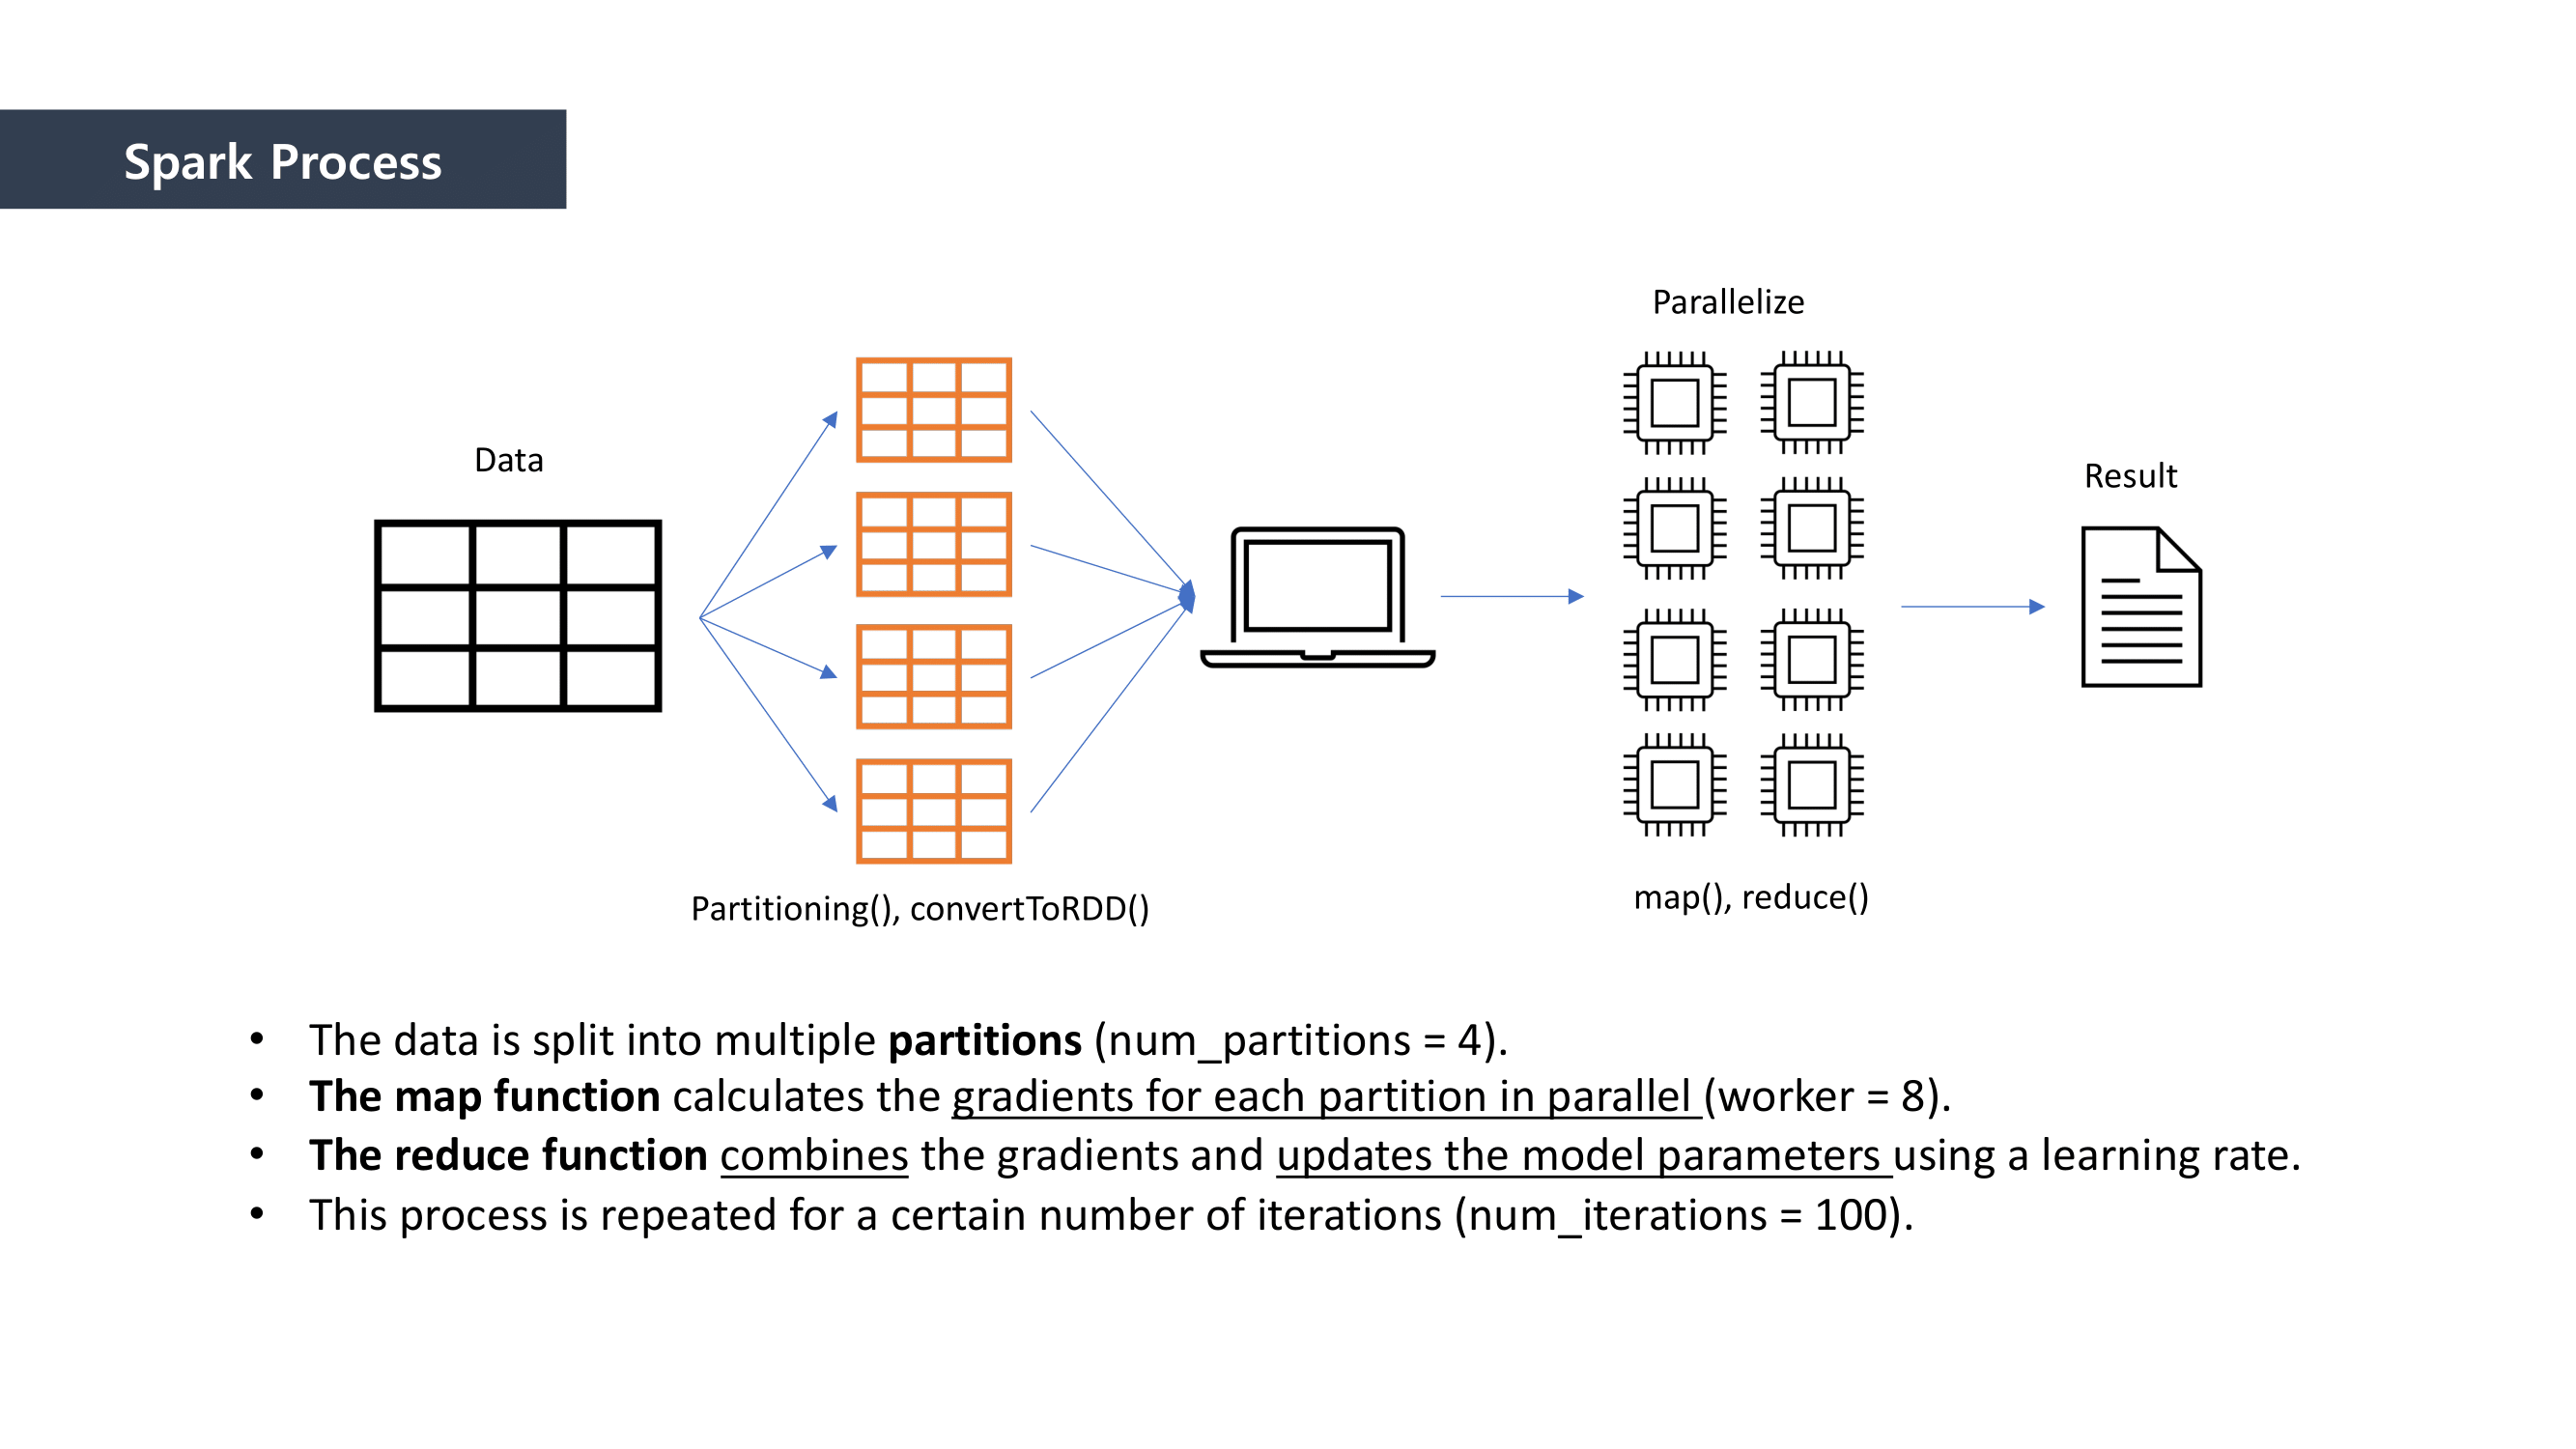 Spark Process
Parallelize
Data
Result
Partitioning(), convertToRDD()
map(), reduce()
• The data is split into multiple partitions (num_partitions = 4).
• The map function calculates the gradients for each partition in parallel (worker = 8).
• The reduce function combines the gradients and updates the model parameters using a learning rate.
• This process is repeated for a certain number of iterations (num_iterations = 100).